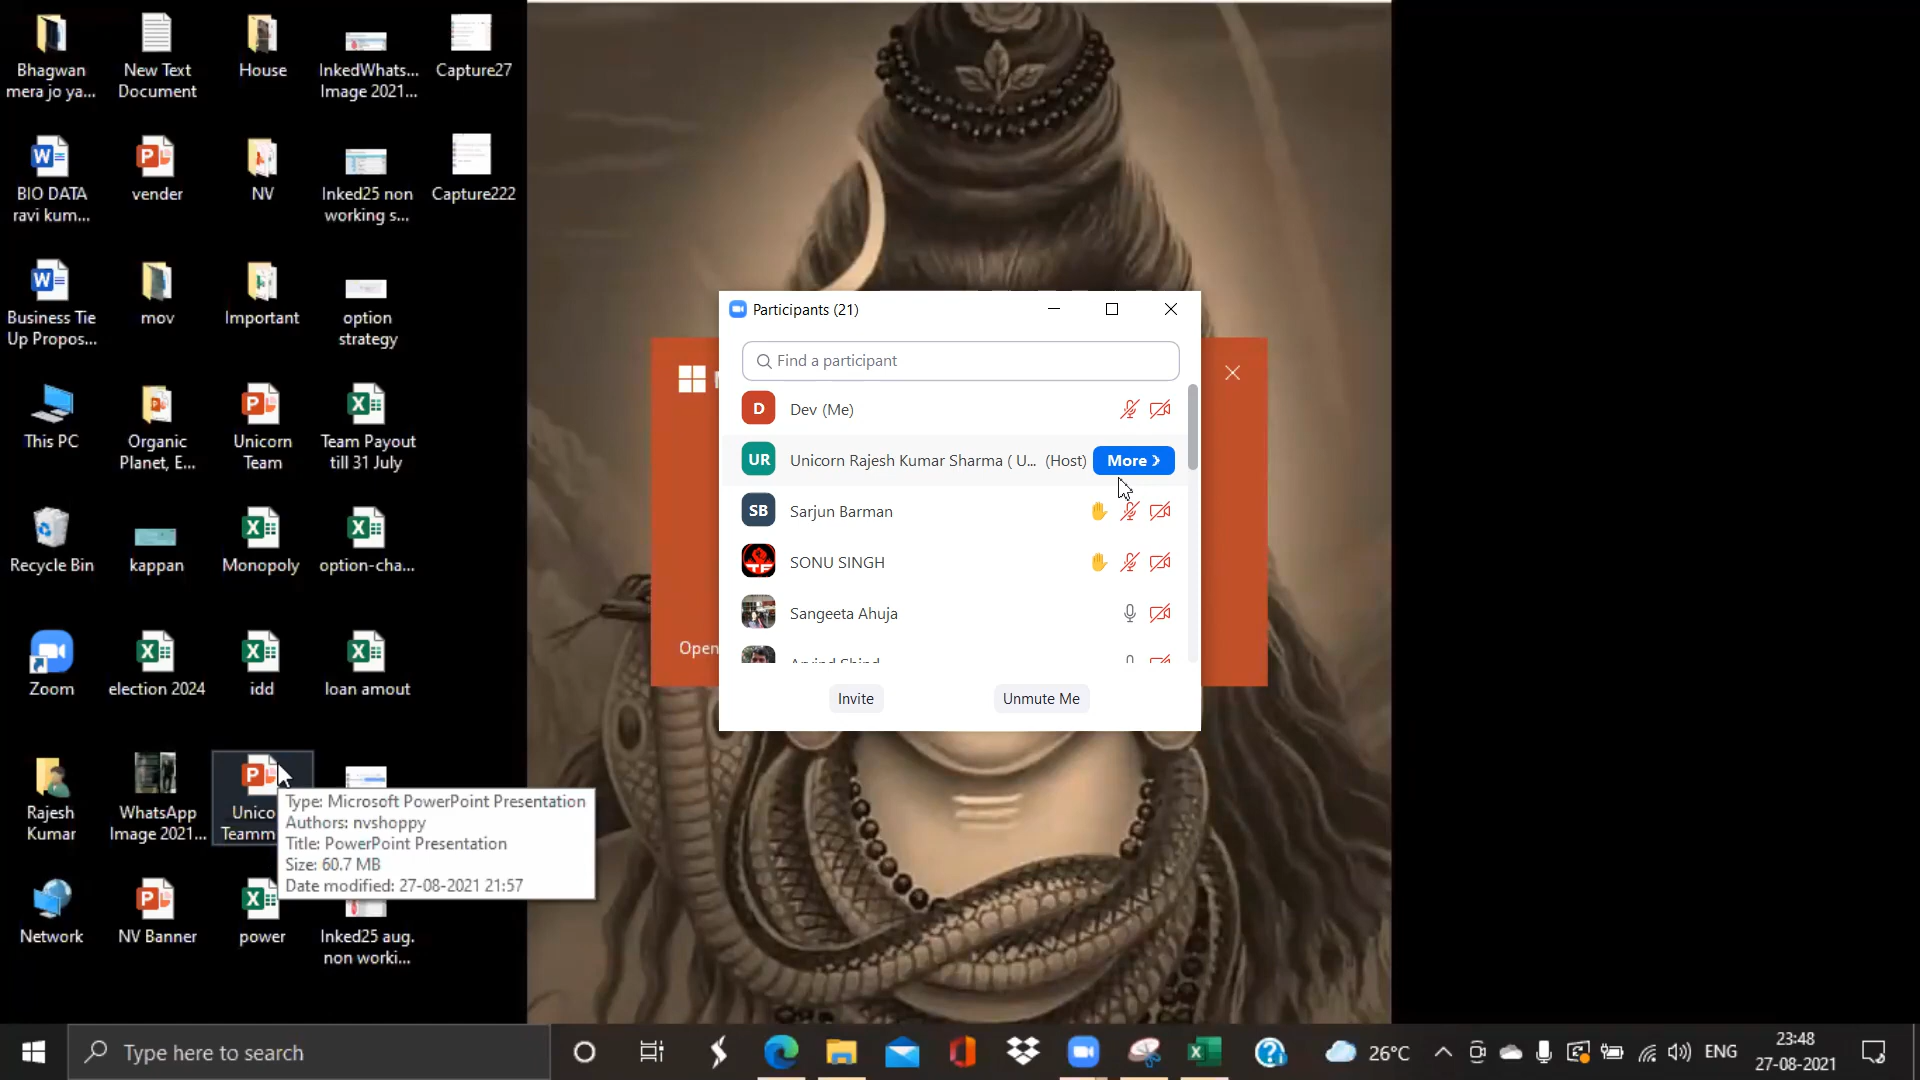 Bhagwan
mera jo ya...
New Text
Document
House
InkedWhats...
Image 2021...
Capture27
BIO DATA
ravi kum...
vender
NV
Inked25 non
working s...
Capture222
Business Tie
Up Propos...
mov
Important
option
strategy
This PC
Organic
Planet, E...
Unicorn
Team
Team Payout
till 31 July
Recycle Bin
kappan
Monopoly
option-cha...
Zoom
election 2024
idd
loan amout
Rajesh
Kumar
WhatsApp
Image 2021...
Unico
Teamm
Type: Microsoft PowerPoint Presentation
Authors: nvshoppy
Title: PowerPoint Presentation
Size: 60.7 MB
Date modified: 27-08-2021 21:57
Network
NV Banner
power
Inked25 aug.
non worki...
Participants (21)
Find a participant
D
Dev (Me)
UR
Unicorn Rajesh Kumar Sharma ( U... (Host)
More
SB
Sarjun Barman
SONU SINGH
Sangeeta Ahuja
Invite
Unmute Me
Open
Type here to search
26°C
ENG
23:48
27-08-2021